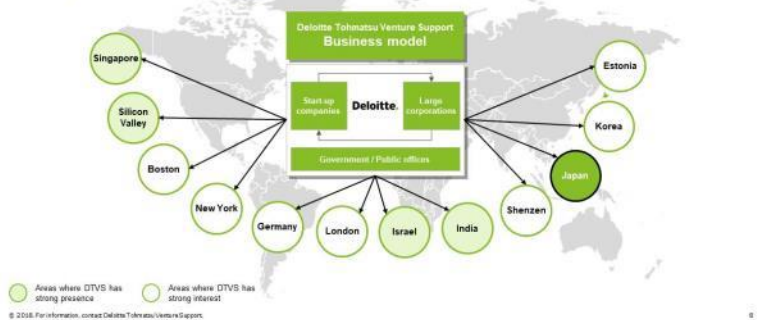 Deloitte Tohmatsu Venture Support
Business model
Singapore
Silicon
Valley
Boston
New York
Germany
London
Israel
India
Shenzen
Japan
Korea
Estonia
Start-up
companies
Deloitte.
Large
corporations
Government / Public offices
Areas where DTVS has
strong presence
Areas where DTVS has
strong interest
© 2018. For information, contact Deloitte Tohmatsu Venture Support.
6